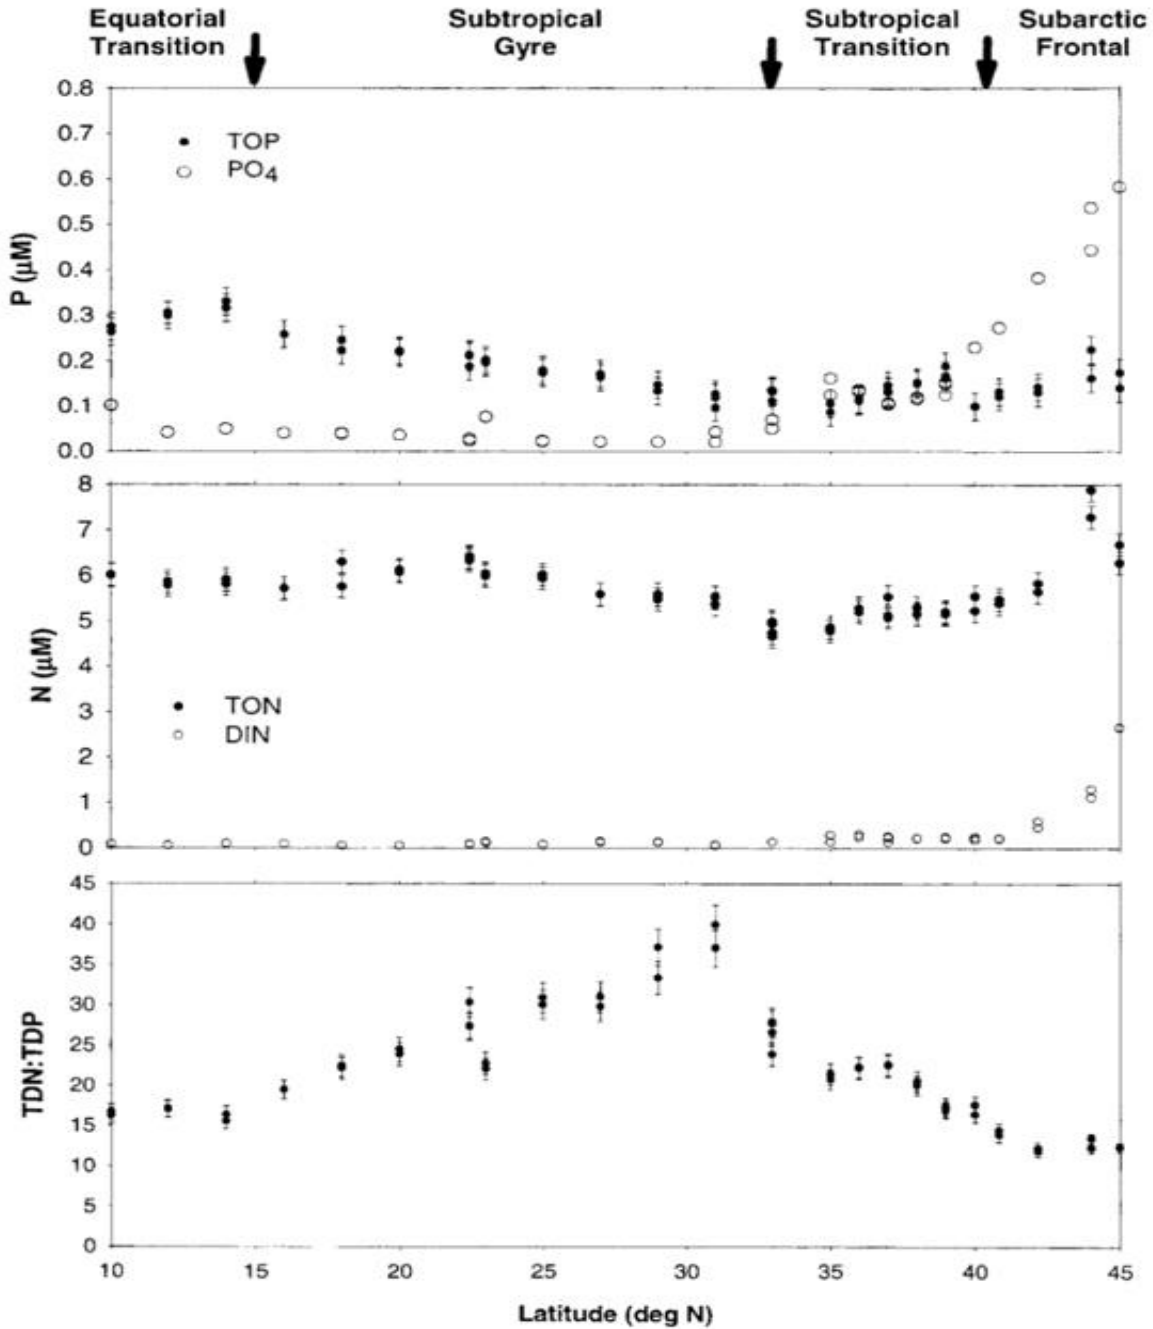 Equatorial Transition
Subtropical Gyre
Subtropical Transition
Subarctic Frontal
0.8
0.7
0.6
0.5
0.4
0.3
0.2
0.1
0.0
P (μM)
TOP
PO4
8
7
6
5
4
3
2
1
0
N (μM)
TON
DIN
45
40
35
30
25
20
15
10
5
0
TDN:TDP
10 15 20 25 30 35 40 45
Latitude (deg N)